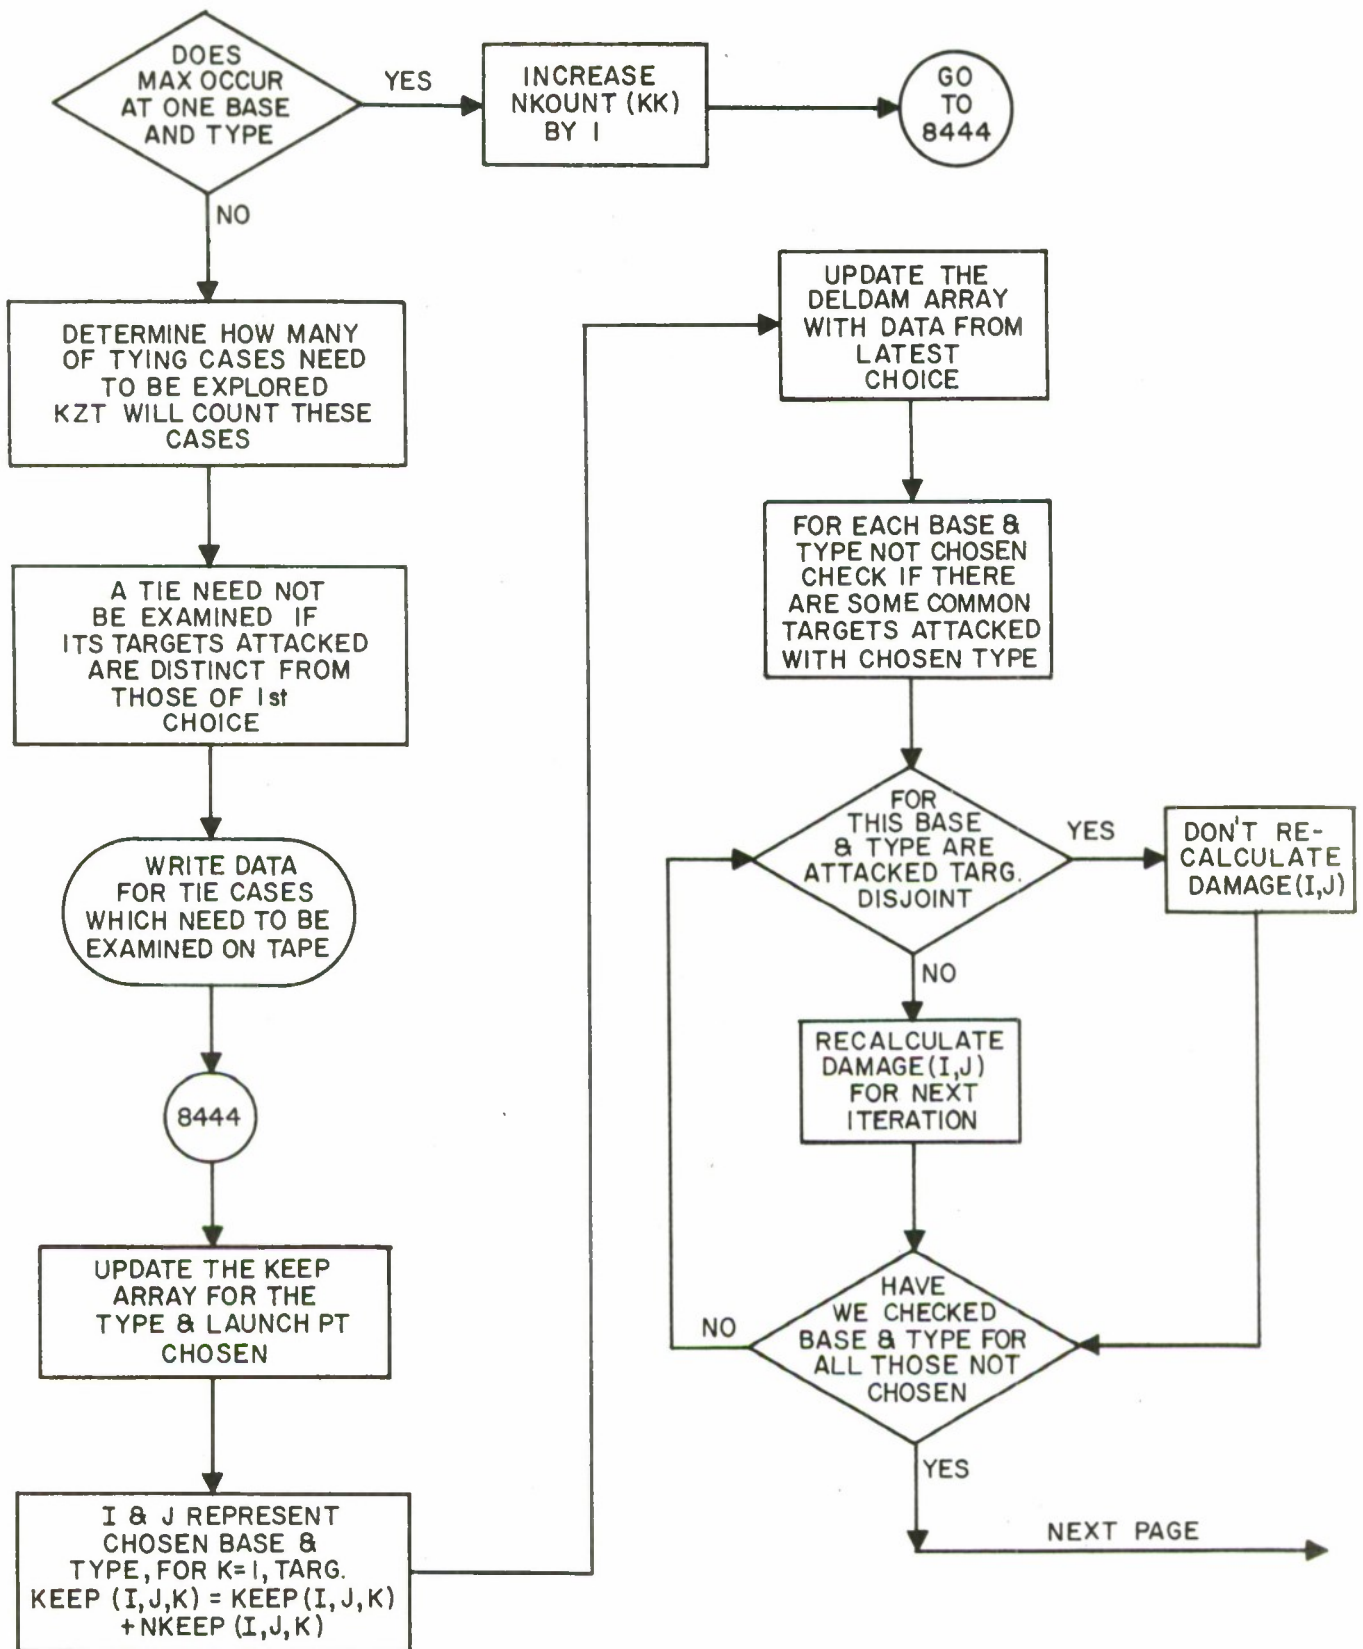 DOES
MAX OCCUR
AT ONE BASE
AND TYPE
YES
INCREASE
NKOUNT (KK)
BY 1
GO
TO
8444
NO
DETERMINE HOW MANY
OF TYING CASES NEED
TO BE EXPLORED
KZT WILL COUNT THESE
CASES
A TIE NEED NOT
BE EXAMINED IF
ITS TARGETS ATTACKED
ARE DISTINCT FROM
THOSE OF 1st
CHOICE
WRITE DATA
FOR TIE CASES
WHICH NEED TO BE
EXAMINED ON TAPE
8444
UPDATE THE KEEP
ARRAY FOR THE
TYPE & LAUNCH PT
CHOSEN
I & J REPRESENT
CHOSEN BASE &
TYPE, FOR K=1, TARG.
KEEP (I,J,K) = KEEP(I,J,K)
+NKEEP (I,J,K)
UPDATE THE
DELDAM ARRAY
WITH DATA FROM
LATEST
CHOICE
FOR EACH BASE &
TYPE NOT CHOSEN
CHECK IF THERE
ARE SOME COMMON
TARGETS ATTACKED
WITH CHOSEN TYPE
FOR
THIS BASE
& TYPE ARE
ATTACKED TARG.
DISJOINT
YES
DON'T RE-
CALCULATE
DAMAGE(I,J)
NO
RECALCULATE
DAMAGE(I,J)
FOR NEXT
ITERATION
HAVE
WE CHECKED
BASE & TYPE FOR
ALL THOSE NOT
CHOSEN
NO
YES
NEXT PAGE